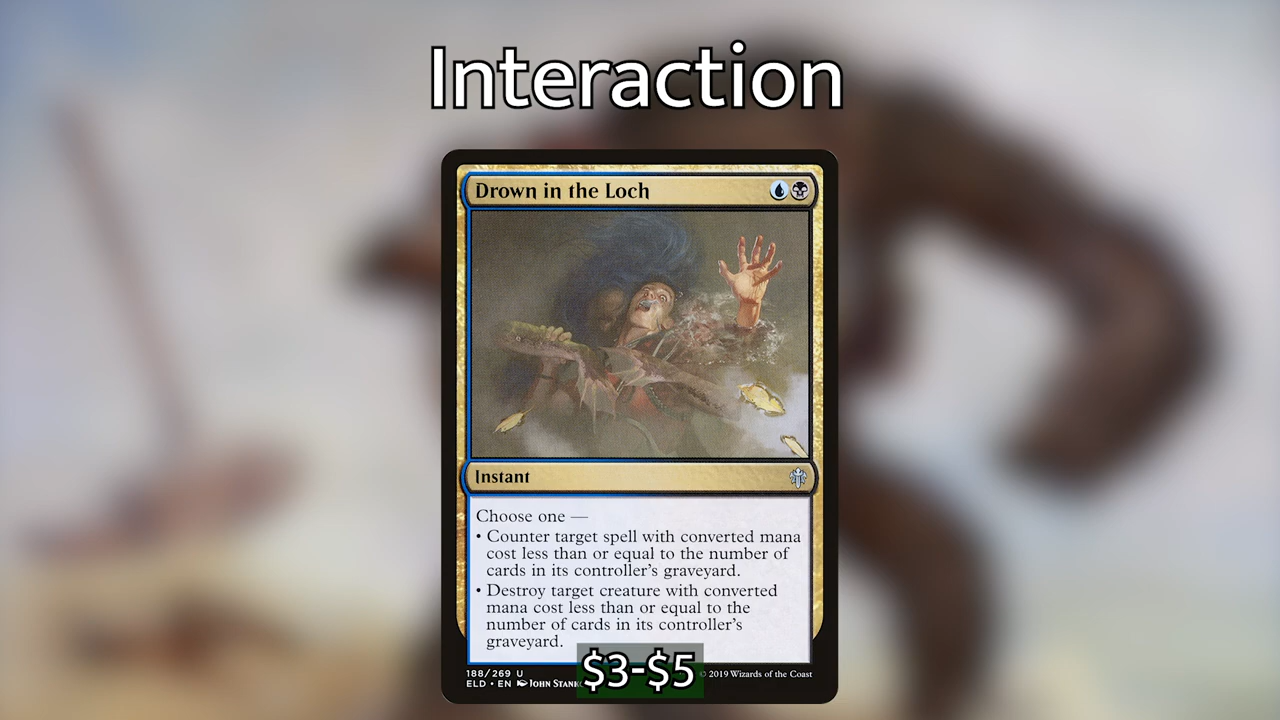 Interaction
Drown in the Loch
Instant
Choose one —
• Counter target spell with converted mana
cost less than or equal to the number of
cards in its controller's graveyard.
• Destroy target creature with converted
mana cost less than or equal to the
number of cards in its controller's
graveyard.
$3-$5
188/269 U
ELD • EN JOHN STANK
© 2019 Wizards of the Coast